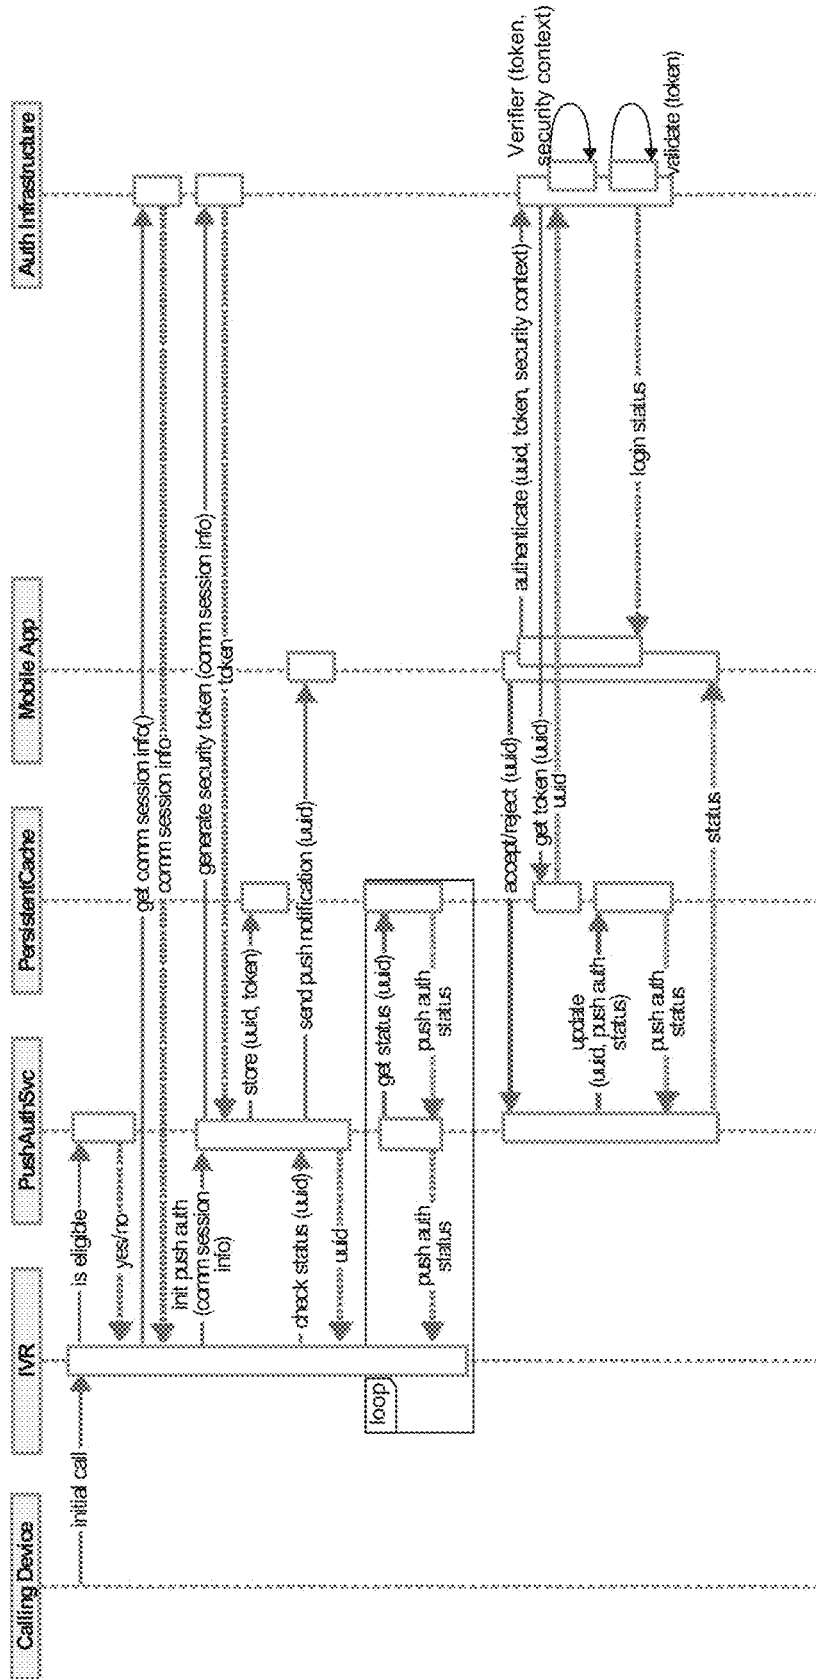 Calling Device
IVR
PushAuthSvc
PersistentCache
Mobile App
Auth Infrastructure
initial call
is eligible
yes/no
get comm session info()
comm session info
init push auth
(comm session
info)
generate security token (comm session info)
token
store (uuid, token)
send push notification (uuid)
check status (uuid)
uuid
loop
get status (uuid)
push auth
status
push auth
status
accept/reject (uuid)
authenticate (uuid, token, security context)
Verifier (token,
security context)
get token (uuid)
uuid
update
(uuid, push auth
status)
push auth
status
login status
validate (token)
status